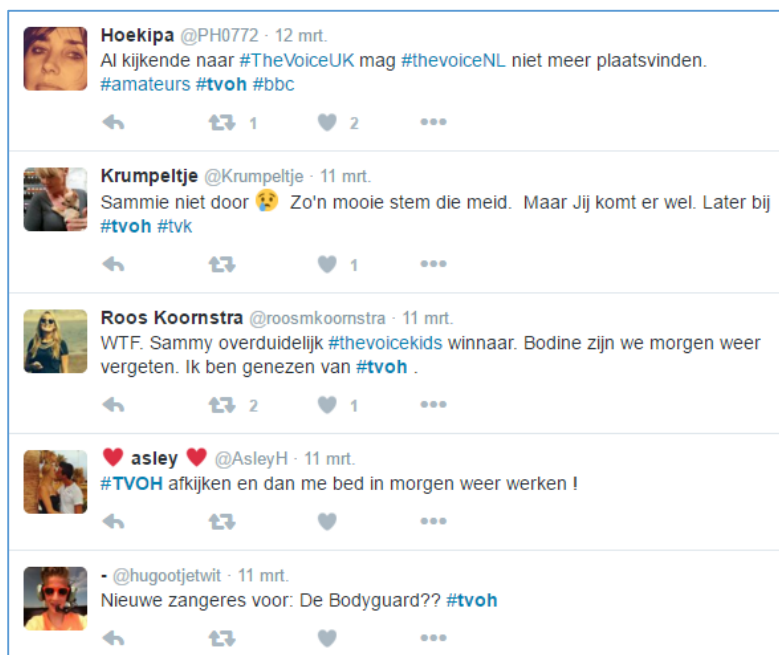 Hoekipa @PH0772 · 12 mrt.
Al kijkende naar #TheVoiceUK mag #thevoiceNL niet meer plaatsvinden.
#amateurs #tvoh #bbc
1 2
Krumpeltje @Krumpeltje · 11 mrt.
Sammie niet door 😢 Zo'n mooie stem die meid. Maar Jij komt er wel. Later bij
#tvoh #tvk
1
Roos Koornstra @roosmkoornstra · 11 mrt.
WTF. Sammy overduidelijk #thevoicekids winnaar. Bodine zijn we morgen weer
vergeten. Ik ben genezen van #tvoh .
2 1
❤ asley ❤ @AsleyH · 11 mrt.
#TVOH afkijken en dan me bed in morgen weer werken !
- @hugootjetwit · 11 mrt.
Nieuwe zangeres voor: De Bodyguard?? #tvoh